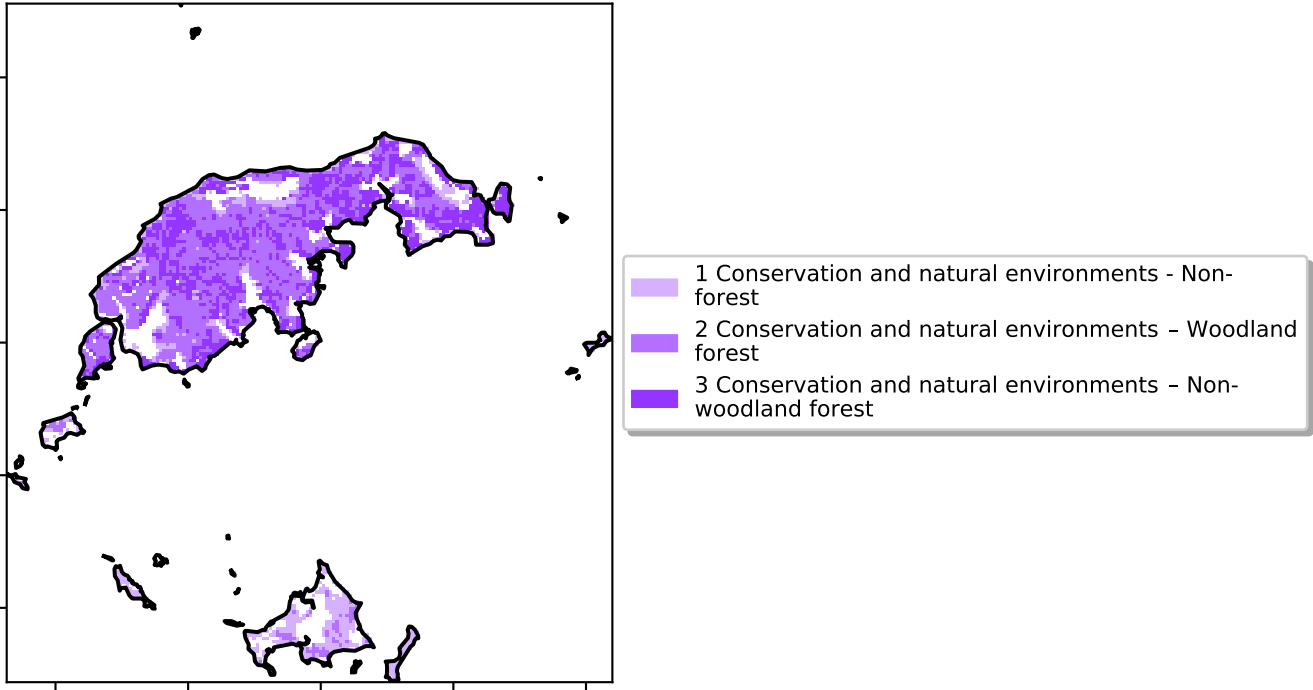 1 Conservation and natural environments - Non-
forest
2 Conservation and natural environments – Woodland
forest
3 Conservation and natural environments – Non-
woodland forest